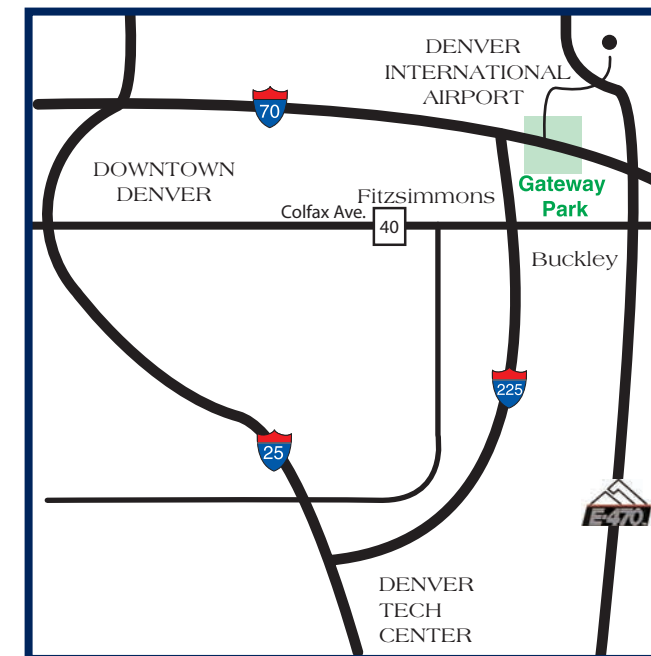 DENVER
INTERNATIONAL
AIRPORT
70
DOWNTOWN
DENVER
Gateway
Park
Fitzsimmons
Colfax Ave.
40
Buckley
225
25
E-470
DENVER
TECH
CENTER